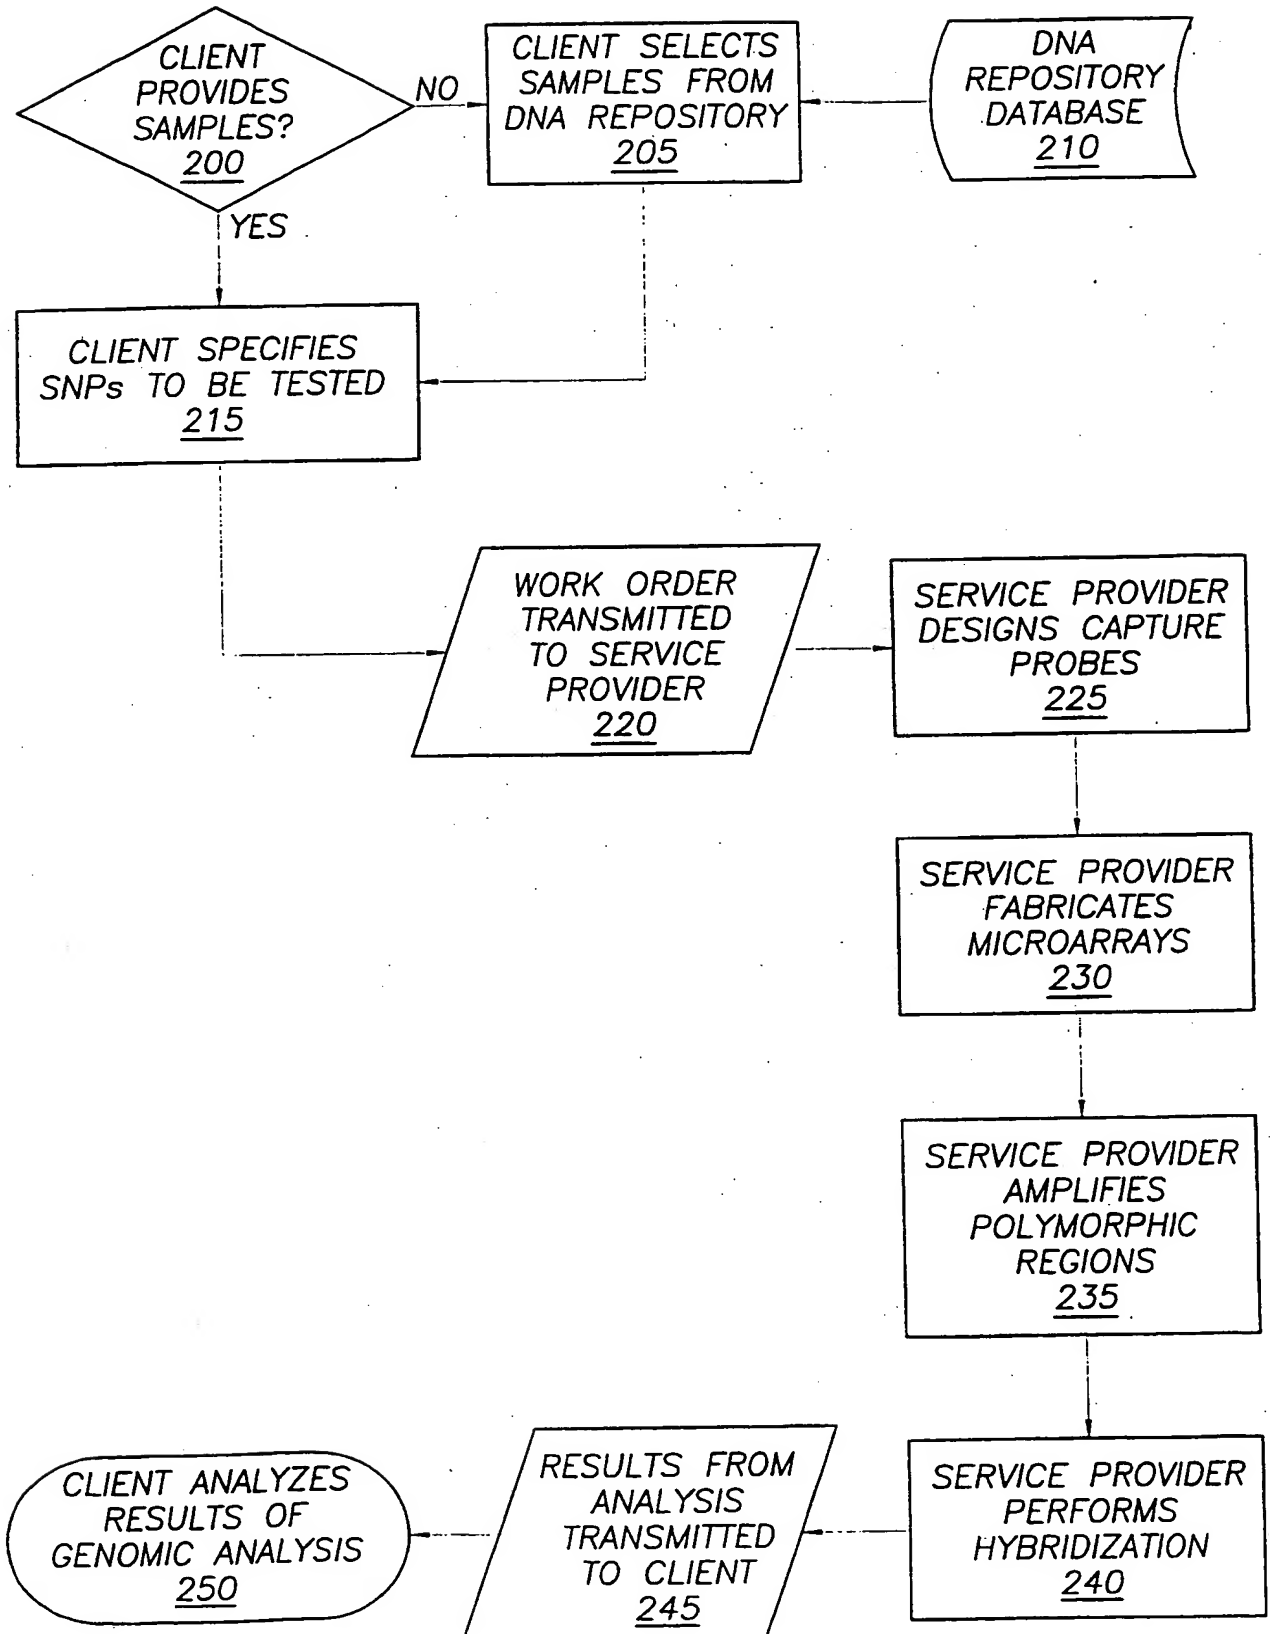 CLIENT
PROVIDES
SAMPLES?
200
NO
CLIENT SELECTS
SAMPLES FROM
DNA REPOSITORY
205
DNA
REPOSITORY
DATABASE
210
YES
CLIENT SPECIFIES
SNPs TO BE TESTED
215
WORK ORDER
TRANSMITTED
TO SERVICE
PROVIDER
220
SERVICE PROVIDER
DESIGNS CAPTURE
PROBES
225
SERVICE PROVIDER
FABRICATES
MICROARRAYS
230
SERVICE PROVIDER
AMPLIFIES
POLYMORPHIC
REGIONS
235
SERVICE PROVIDER
PERFORMS
HYBRIDIZATION
240
RESULTS FROM
ANALYSIS
TRANSMITTED
TO CLIENT
245
CLIENT ANALYZES
RESULTS OF
GENOMIC ANALYSIS
250